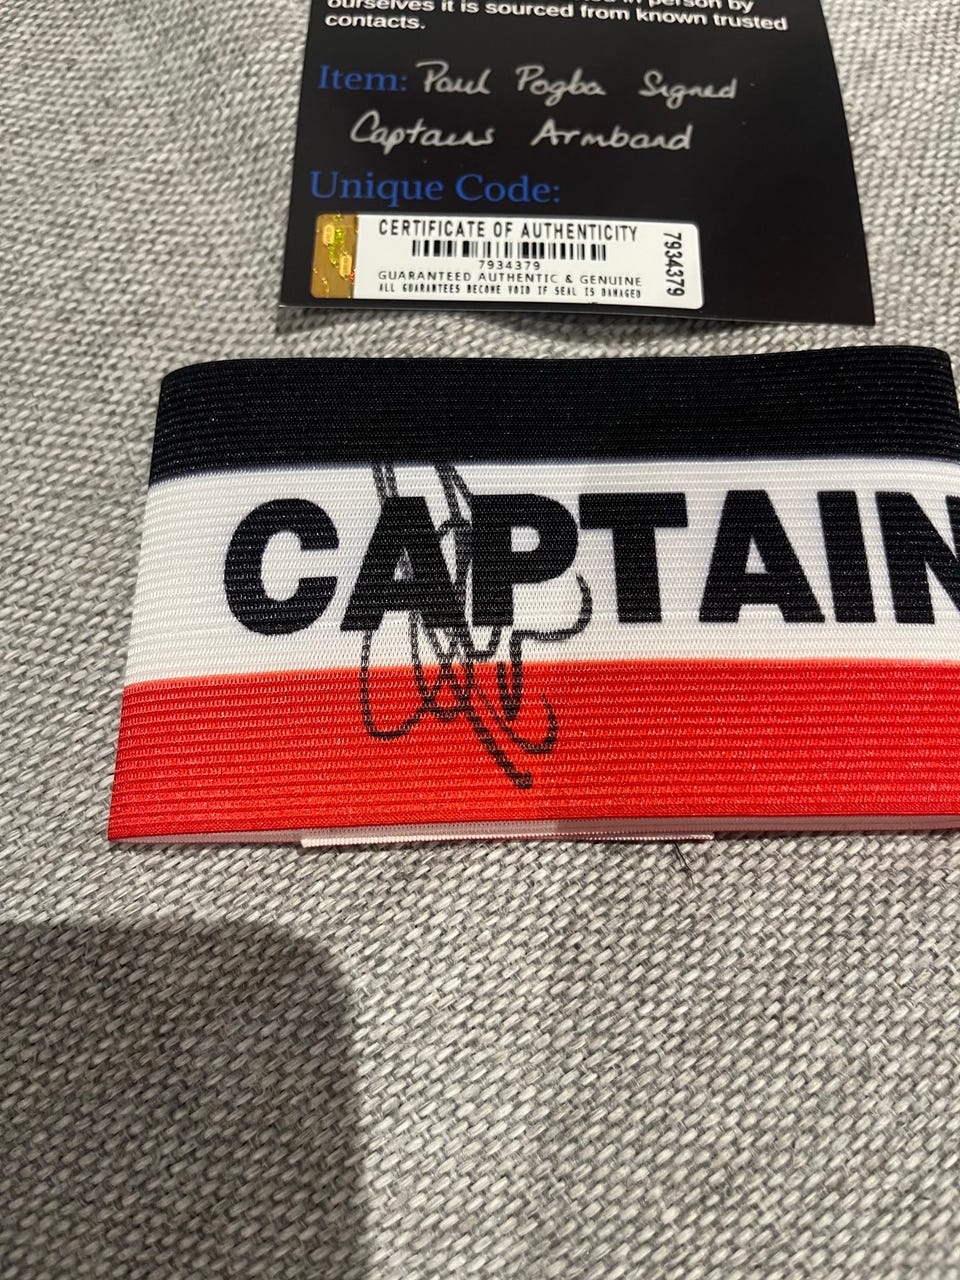 ourselves it is sourced from known trusted
contacts.
Item: Paul Pogba Signed
Captains Armband
Unique Code:
CERTIFICATE OF AUTHENTICITY
7934379
GUARANTEED AUTHENTIC & GENUINE
ALL GUARANTEES BECOME VOID IF SEAL IS DAMAGED
7934379
CAPTAIN